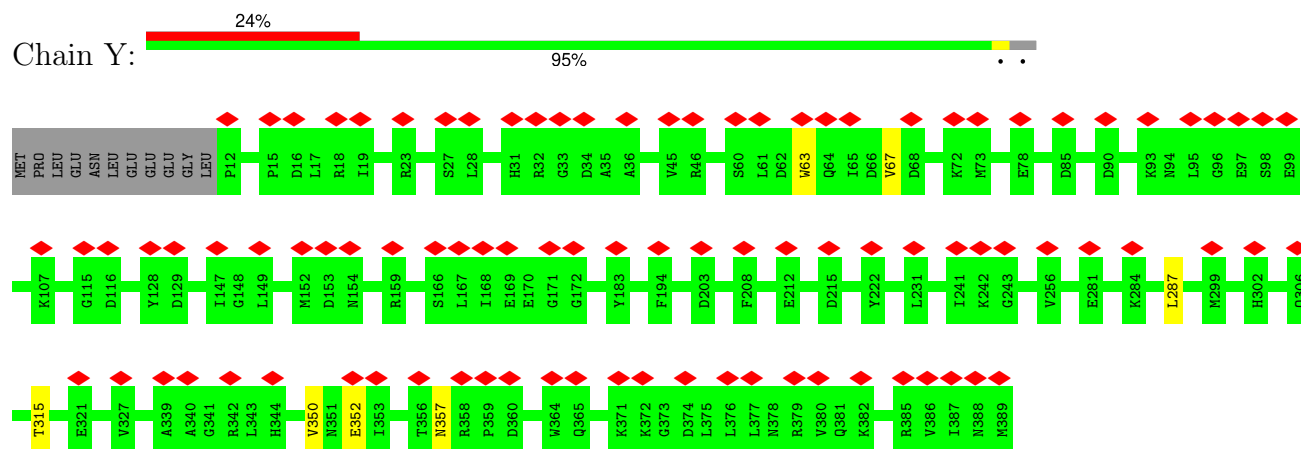 24%
Chain Y:
95%
• •
MET PRO LEU GLU ASN LEU GLU GLU GLU GLY LEU P12 P15 D16 L17 R18 I19 R23 S27 L28 H31 R32 G33 D34 A35 A36 V45 R46 S60 L61 D62 W63 Q64 I65 D66 V67 D68 K72 M73 E78 D85 D90 K93 N94 L95 G96 E97 S98 E99
K107 G115 D116 Y128 D129 I147 G148 L149 M152 D153 N154 R159 S166 L167 I168 E169 E170 G171 G172 Y183 F194 D203 F208 E212 D215 Y222 L231 I241 K242 G243 V256 E281 K284 L287 M299 H302
T315 E321 V327 A339 A340 G341 R342 L343 H344 V350 N351 E352 I353 T356 N357 R358 P359 D360 W364 Q365 K371 K372 G373 D374 L375 L376 L377 N378 R379 V380 Q381 K382 R385 V386 I387 N388 M389